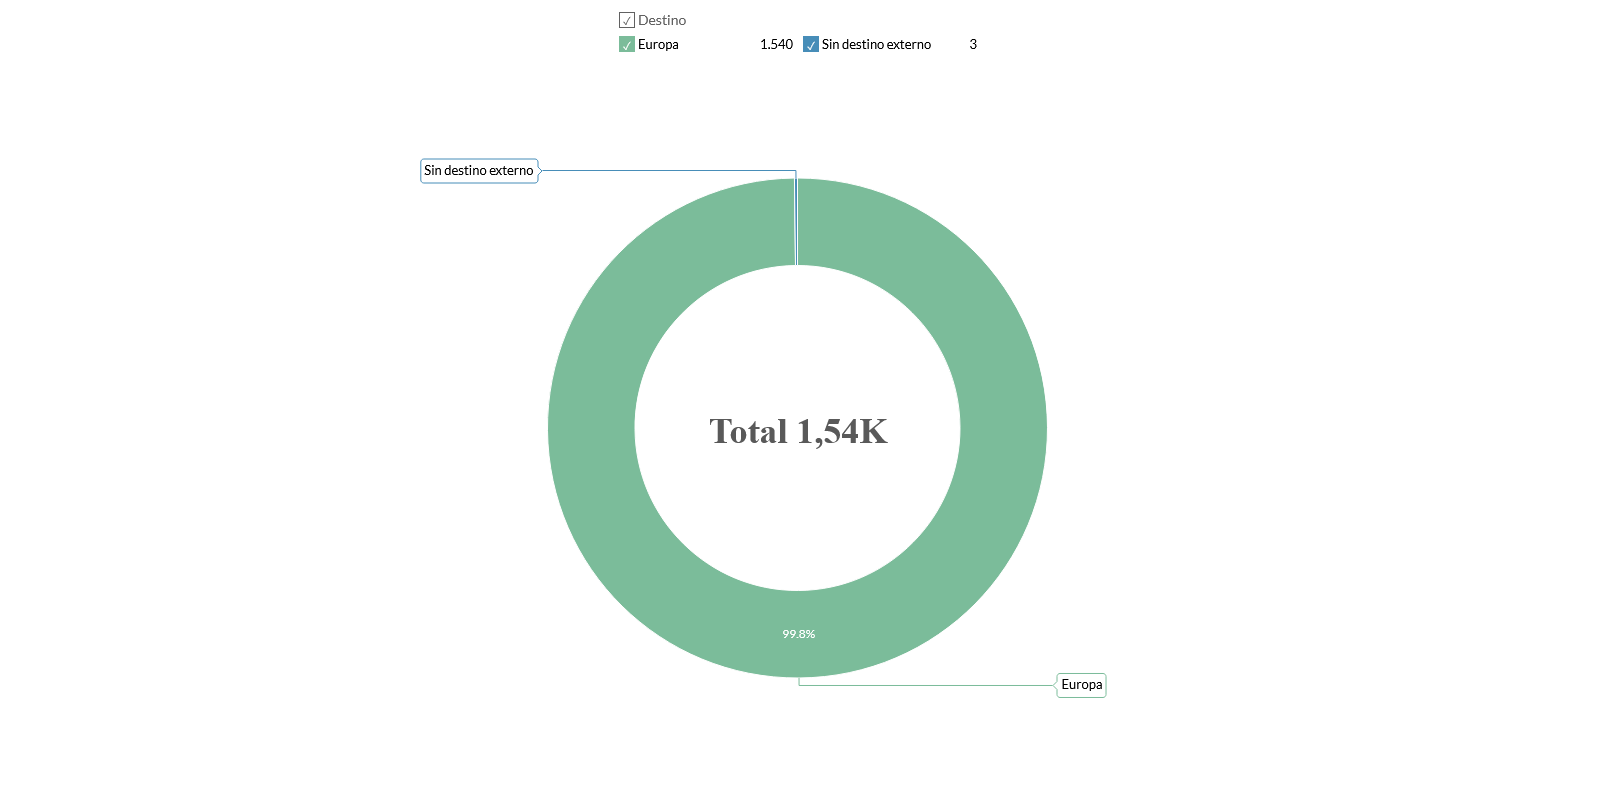 Destino
Europa 1.540 Sin destino externo 3
Sin destino externo
Total 1,54K
99.8%
Europa